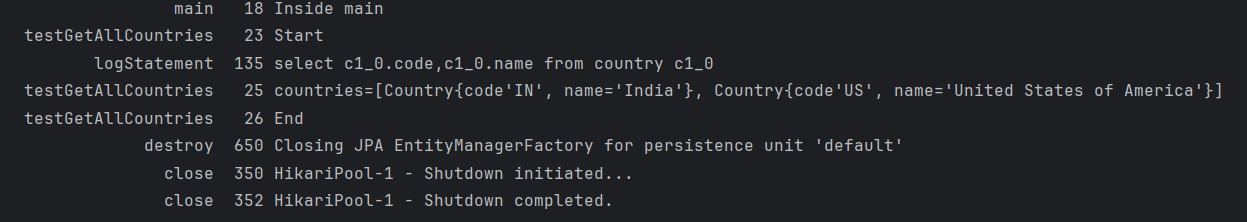 main 18 Inside main
testGetAllCountries 23 Start
logStatement 135 select c1_0.code,c1_0.name from country c1_0
testGetAllCountries 25 countries=[Country{code'IN', name='India'}, Country{code'US', name='United States of America'}]
testGetAllCountries 26 End
destroy 650 Closing JPA EntityManagerFactory for persistence unit 'default'
close 350 HikariPool-1 - Shutdown initiated...
close 352 HikariPool-1 - Shutdown completed.